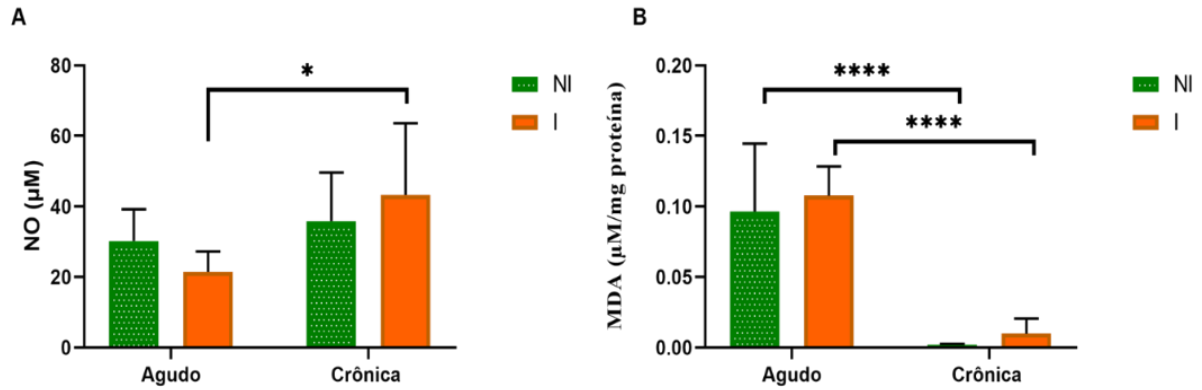 A
NO (µM)
80
60
40
20
0
*
Agudo
Crônica
NI
I
B
MDA (µM/mg proteína)
0.20
0.15
0.10
0.05
0.00
****
****
Agudo
Crônica
NI
I